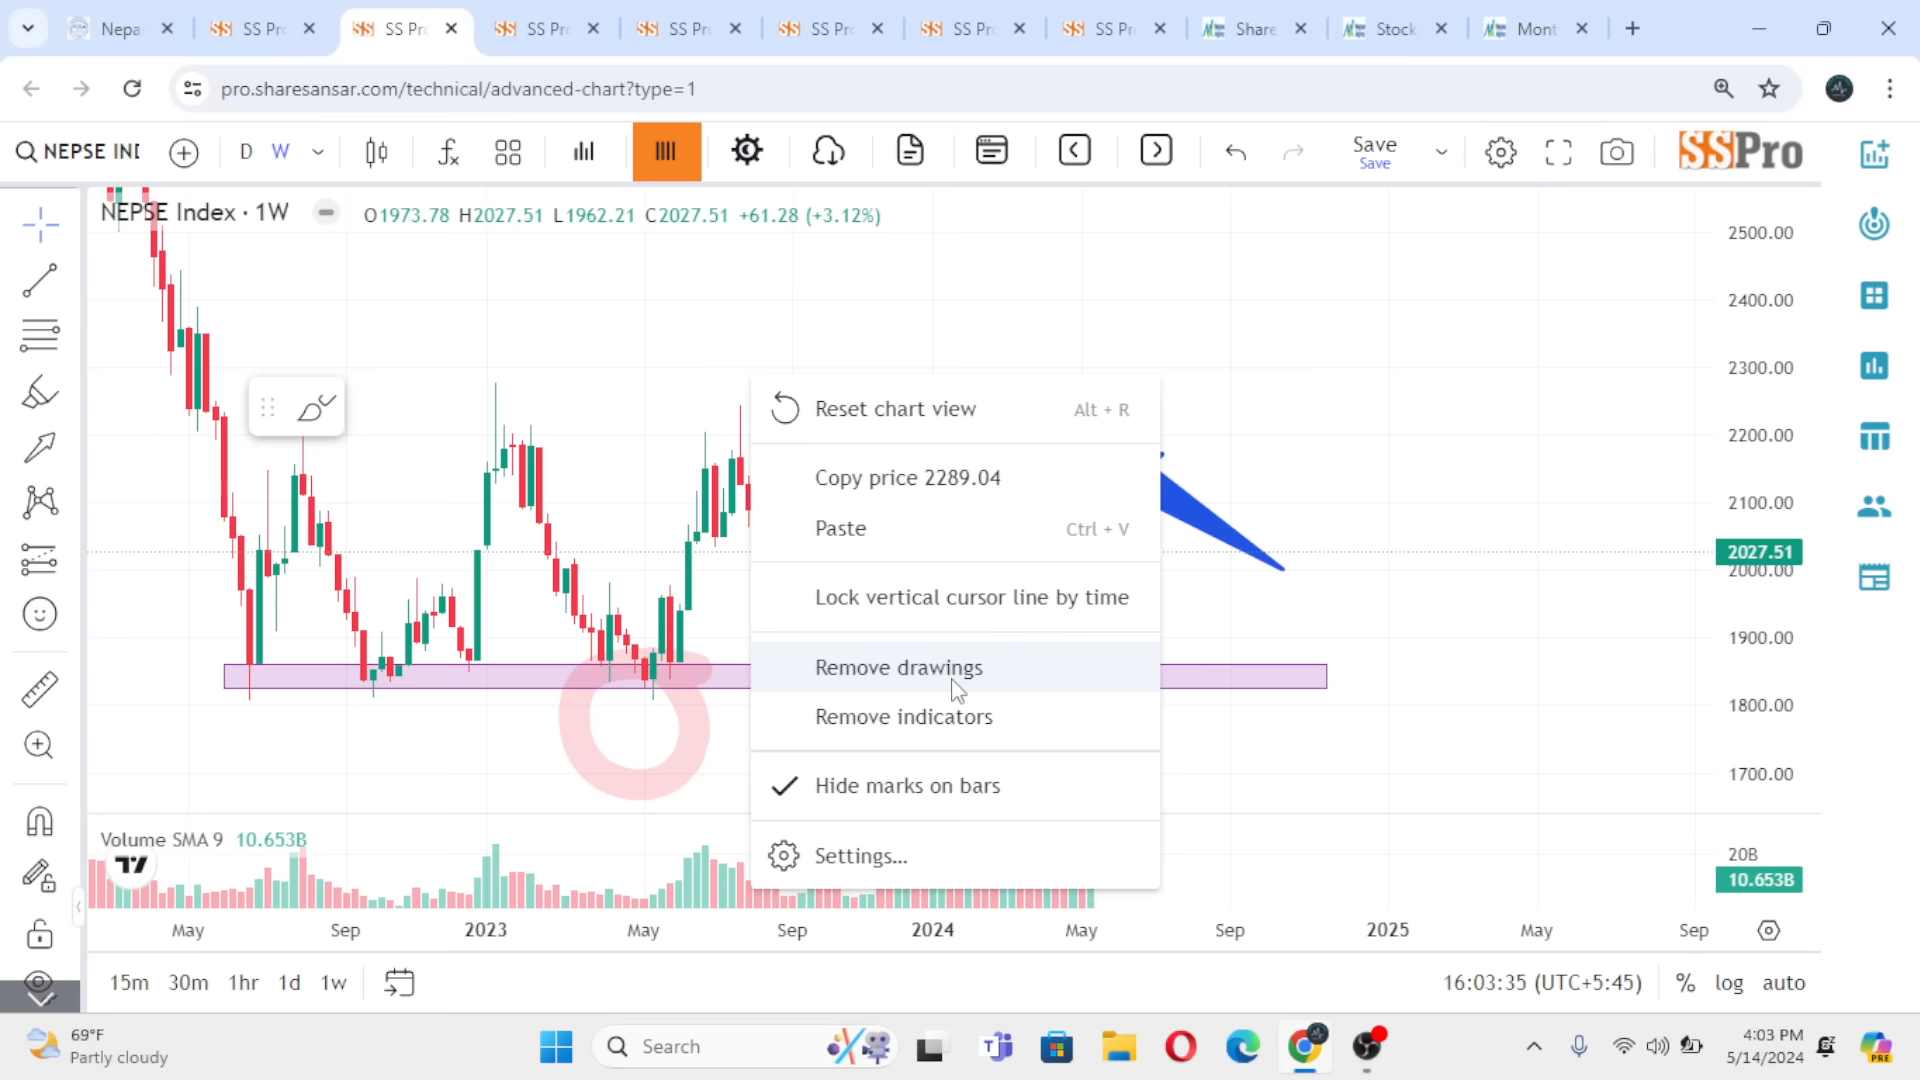 Nepa
SS Pr
SS Pr
SS Pr
SS Pr
SS Pr
SS Pr
SS Pr
Share
Stock
Mont
pro.sharesansar.com/technical/advanced-chart?type=1
NEPSE INI
D W
Save
Save
SSPro
NEPSE Index · 1W
O1973.78 H2027.51 L1962.21 C2027.51 +61.28 (+3.12%)
2500.00
2400.00
2300.00
2200.00
2100.00
2027.51
2000.00
1900.00
1800.00
1700.00
Reset chart view Alt + R
Copy price 2289.04
Paste Ctrl + V
Lock vertical cursor line by time
Remove drawings
Remove indicators
Hide marks on bars
Settings...
Volume SMA 9 10.653B
20B
10.653B
May Sep 2023 May Sep 2024 May Sep 2025 May Sep
15m 30m 1hr 1d 1w
16:03:35 (UTC+5:45) % log auto
69°F
Partly cloudy
Search
4:03 PM
5/14/2024
PRE